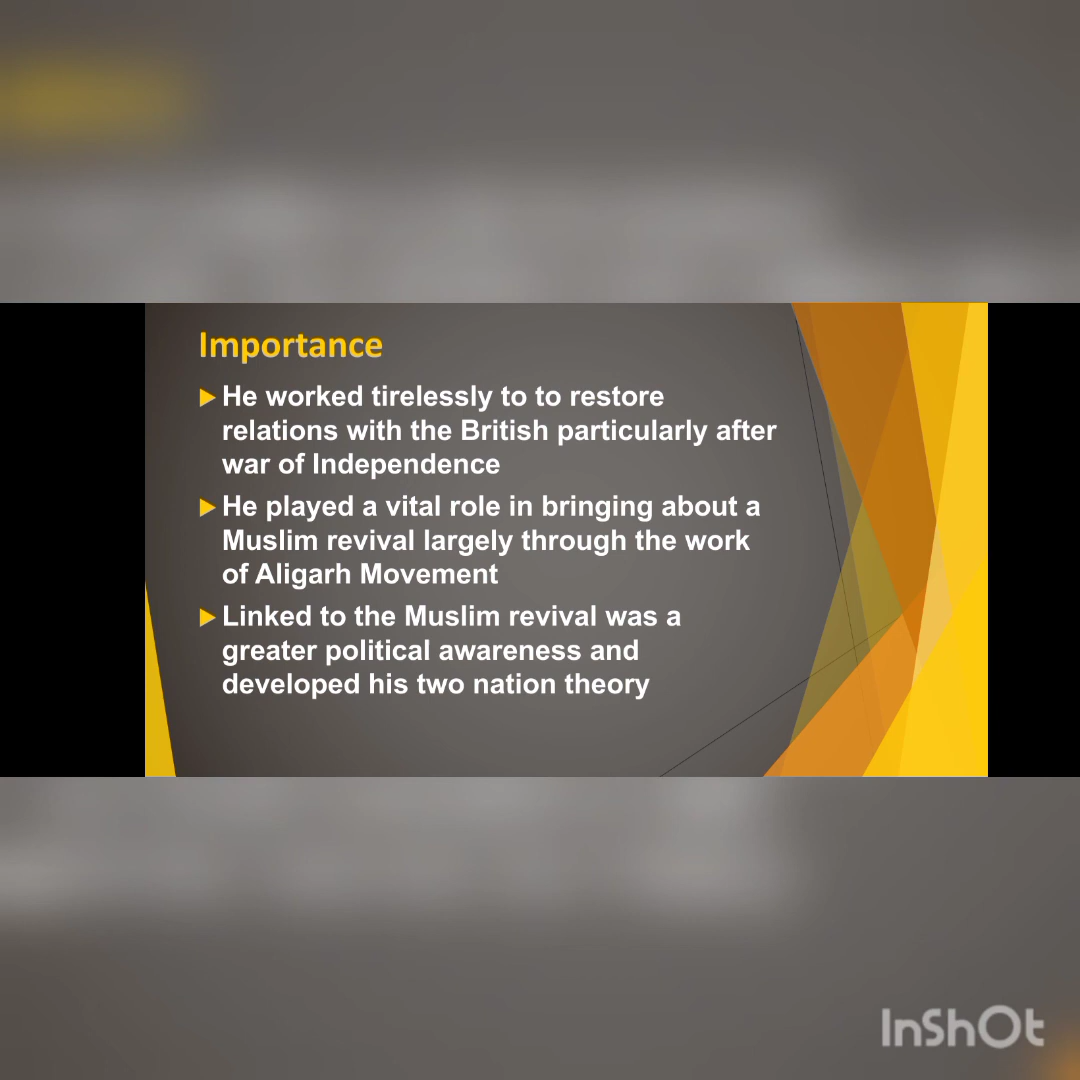 Importance
He worked tirelessly to to restore
relations with the British particularly after
war of Independence
He played a vital role in bringing about a
Muslim revival largely through the work
of Aligarh Movement
Linked to the Muslim revival was a
greater political awareness and
developed his two nation theory
InShOt